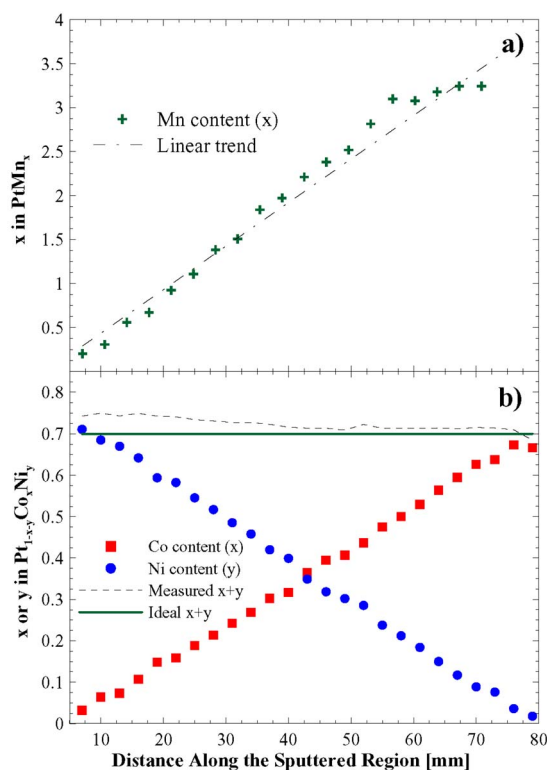 a)
4
3.5
3
2.5
2
1.5
1
0.5
x in PtMnₓ
Mn content (x)
Linear trend
b)
0.8
0.7
0.6
0.5
0.4
0.3
0.2
0.1
0
x or y in Pt₁₋ₓ₋ᵧCoₓNiᵧ
Co content (x)
Ni content (y)
Measured x+y
Ideal x+y
10 20 30 40 50 60 70 80
Distance Along the Sputtered Region [mm]